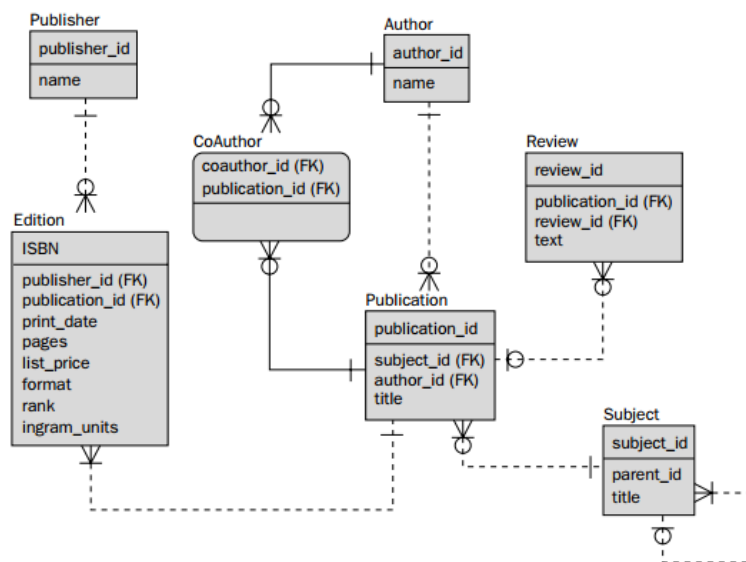 Publisher
publisher_id
name
Author
author_id
name
CoAuthor
coauthor_id (FK)
publication_id (FK)
Review
review_id
publication_id (FK)
review_id (FK)
text
Edition
ISBN
publisher_id (FK)
publication_id (FK)
print_date
pages
list_price
format
rank
ingram_units
Publication
publication_id
subject_id (FK)
author_id (FK)
title
Subject
subject_id
parent_id
title